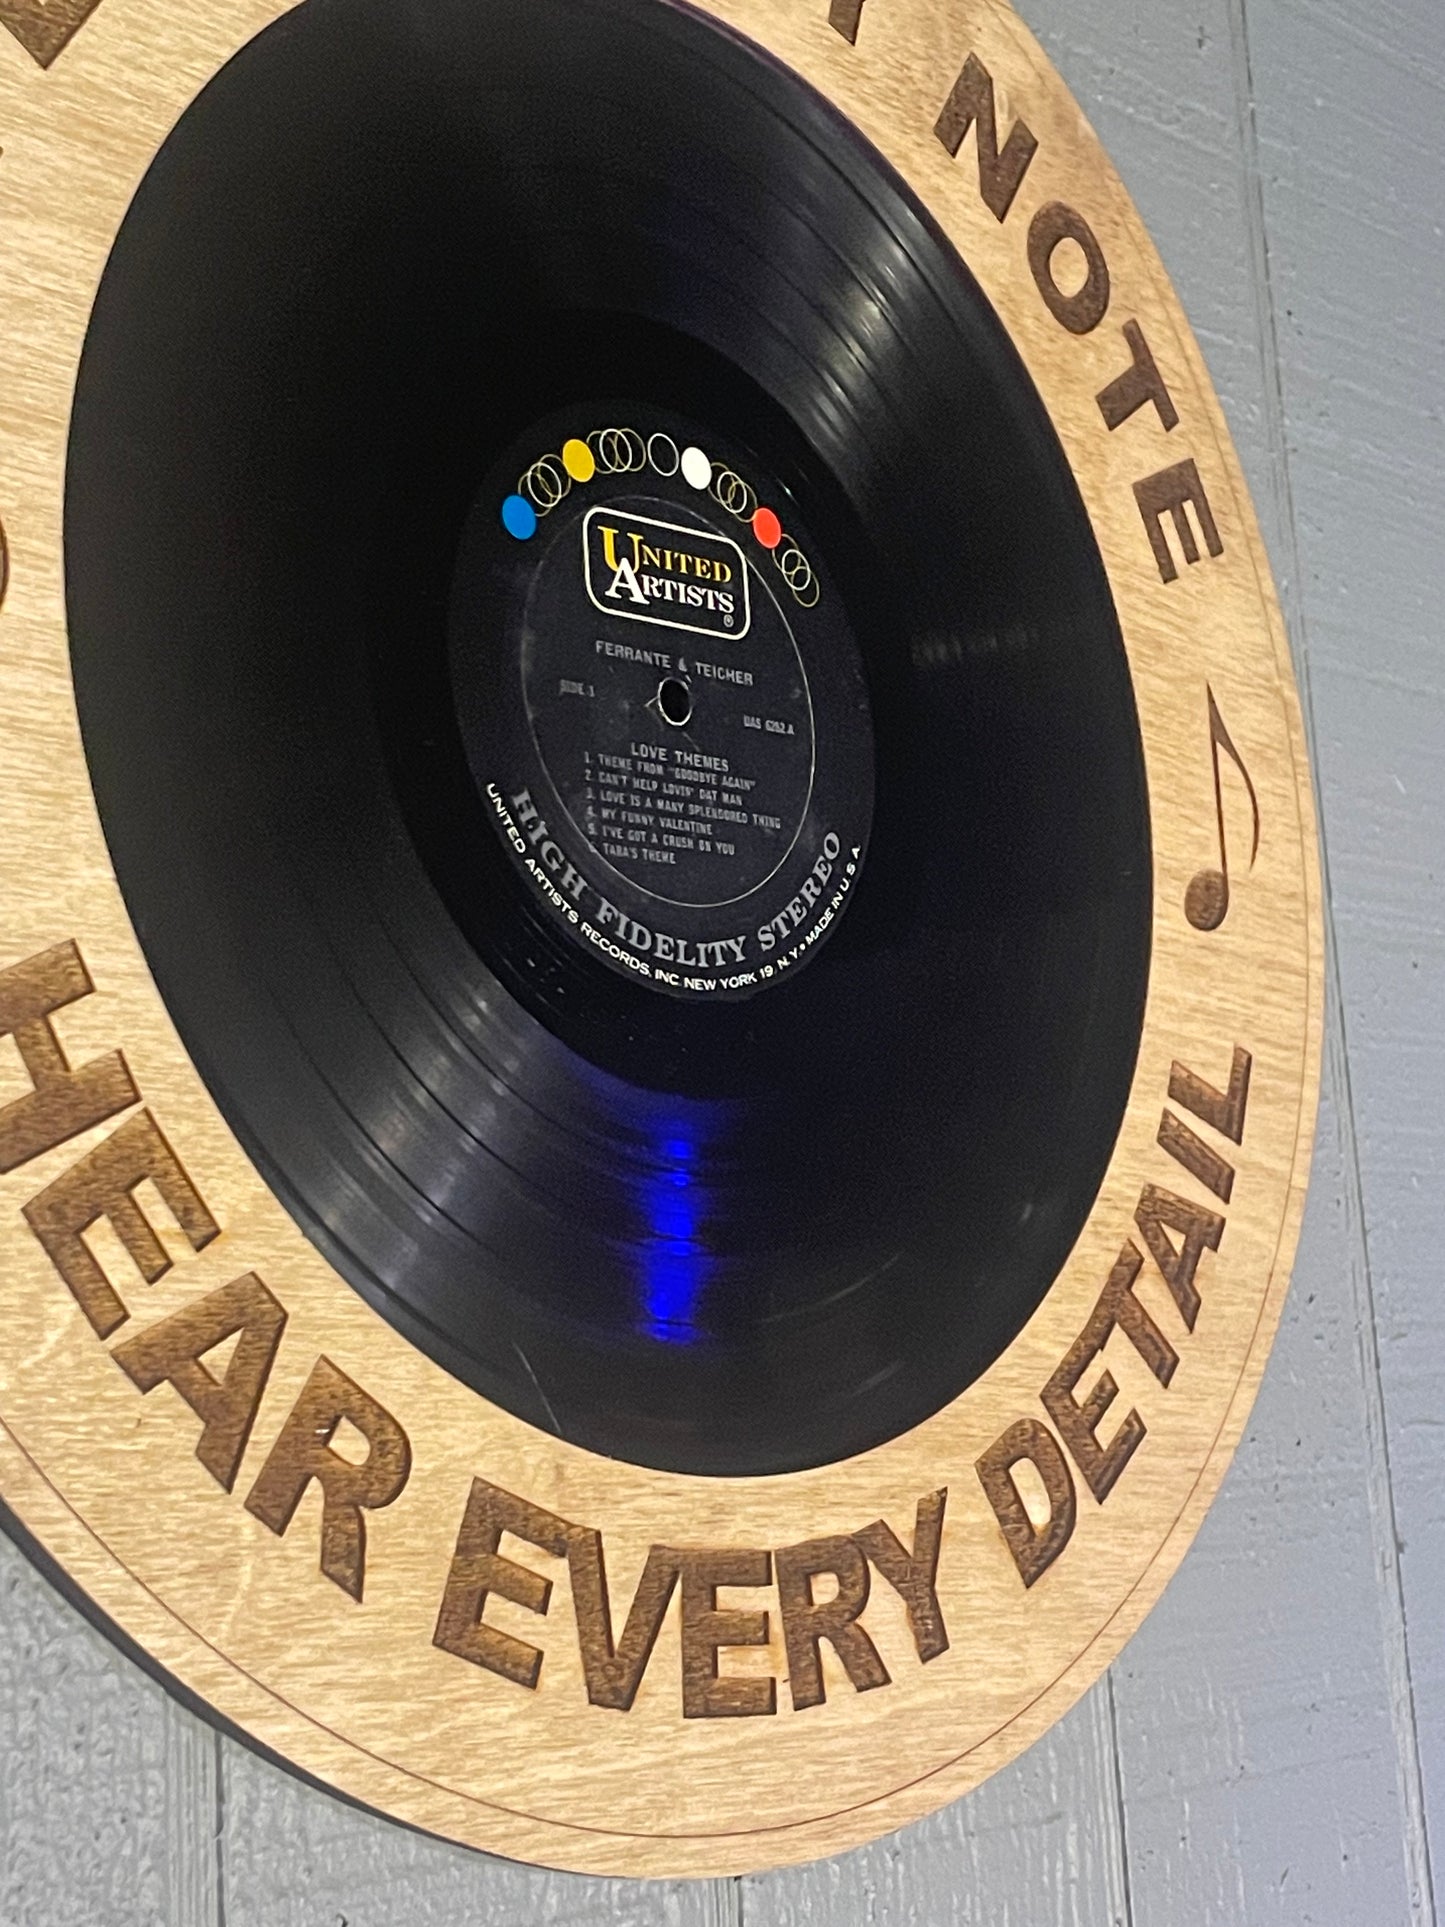 NOTE
UNITED
ARTISTS
®
FERRANTE & TEICHER
SIDE 1
UAS 6282 A
LOVE THEMES
1. THEME FROM "GOODBYE AGAIN"
2. CAN'T HELP LOVIN' DAT MAN
3. LOVE IS A MANY SPLENDORED THING
4. MY FUNNY VALENTINE
5. I'VE GOT A CRUSH ON YOU
6. TARA'S THEME
HIGH FIDELITY STEREO
UNITED ARTISTS RECORDS, INC. NEW YORK 19, N.Y. • MADE IN U.S.A.
HEAR EVERY DETAIL